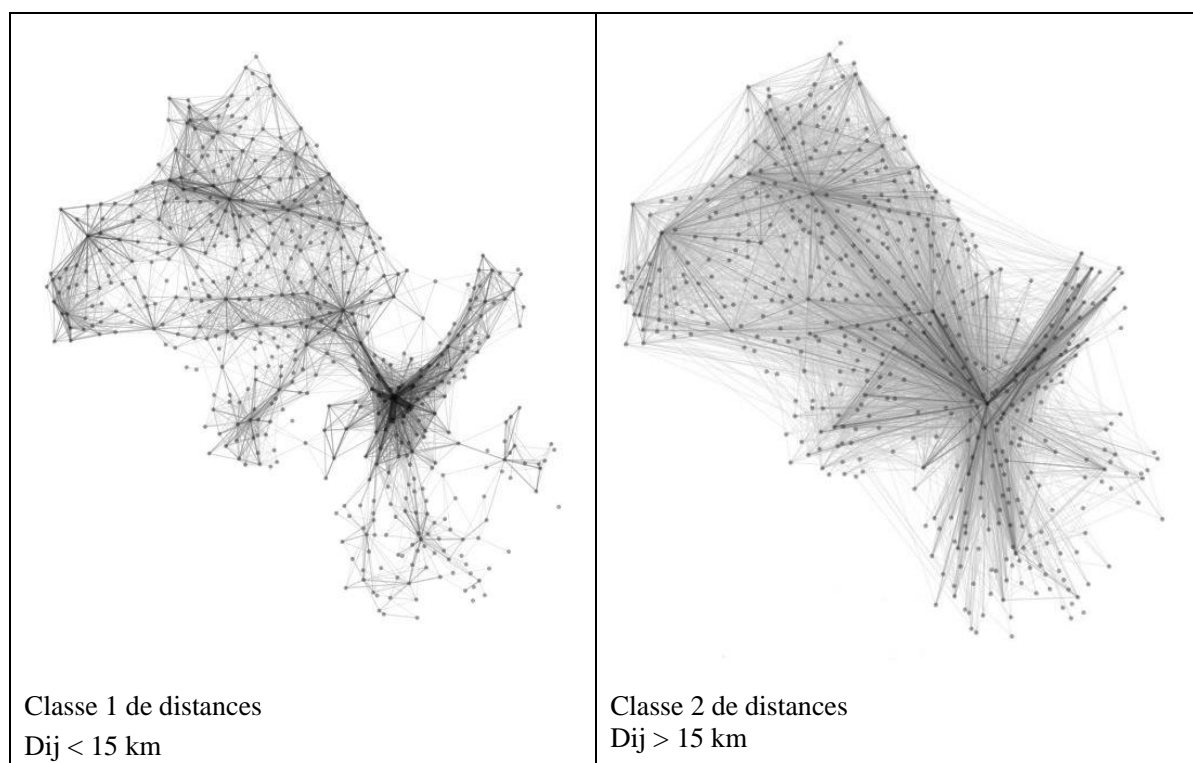 Classe 1 de distances
Dij < 15 km
Classe 2 de distances
Dij > 15 km